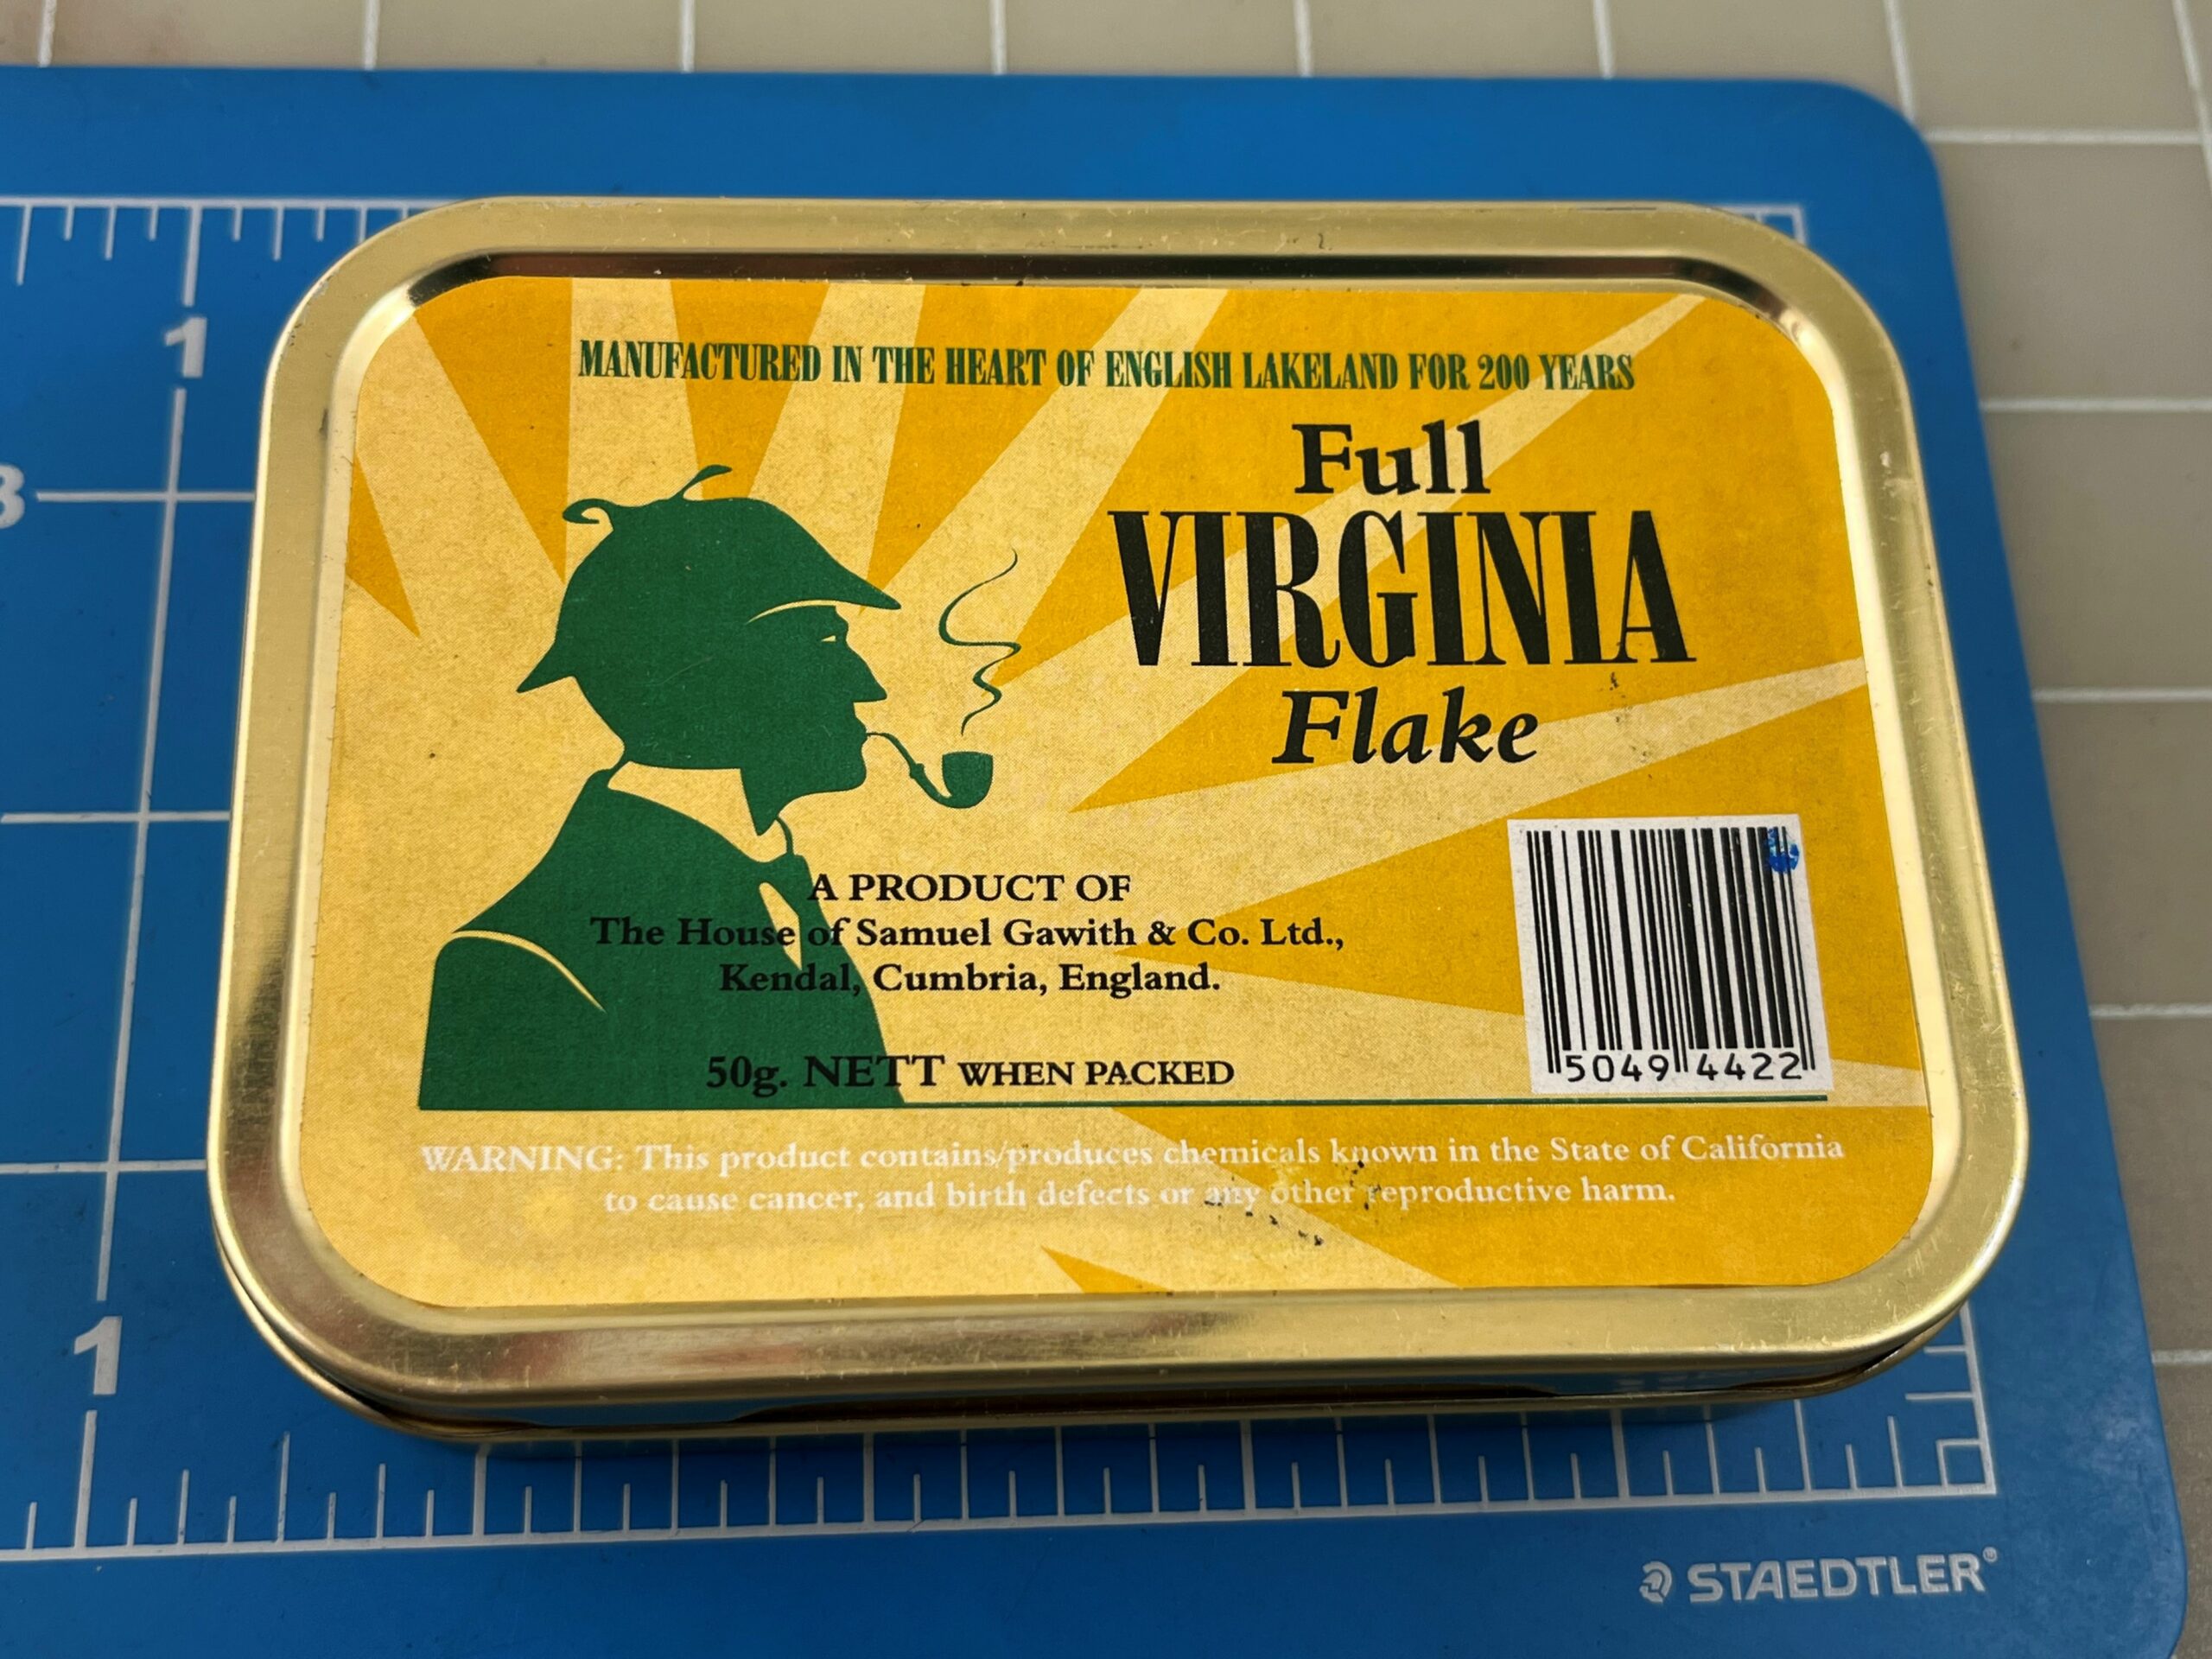 1
3
MANUFACTURED IN THE HEART OF ENGLISH LAKELAND FOR 200 YEARS
Full
VIRGINIA
Flake
A PRODUCT OF
The House of Samuel Gawith & Co. Ltd.,
Kendal, Cumbria, England.
50g. NETT WHEN PACKED
5049 4422
WARNING: This product contains/produces chemicals known in the State of California
to cause cancer, and birth defects or any other reproductive harm.
1
STAEDTLER®